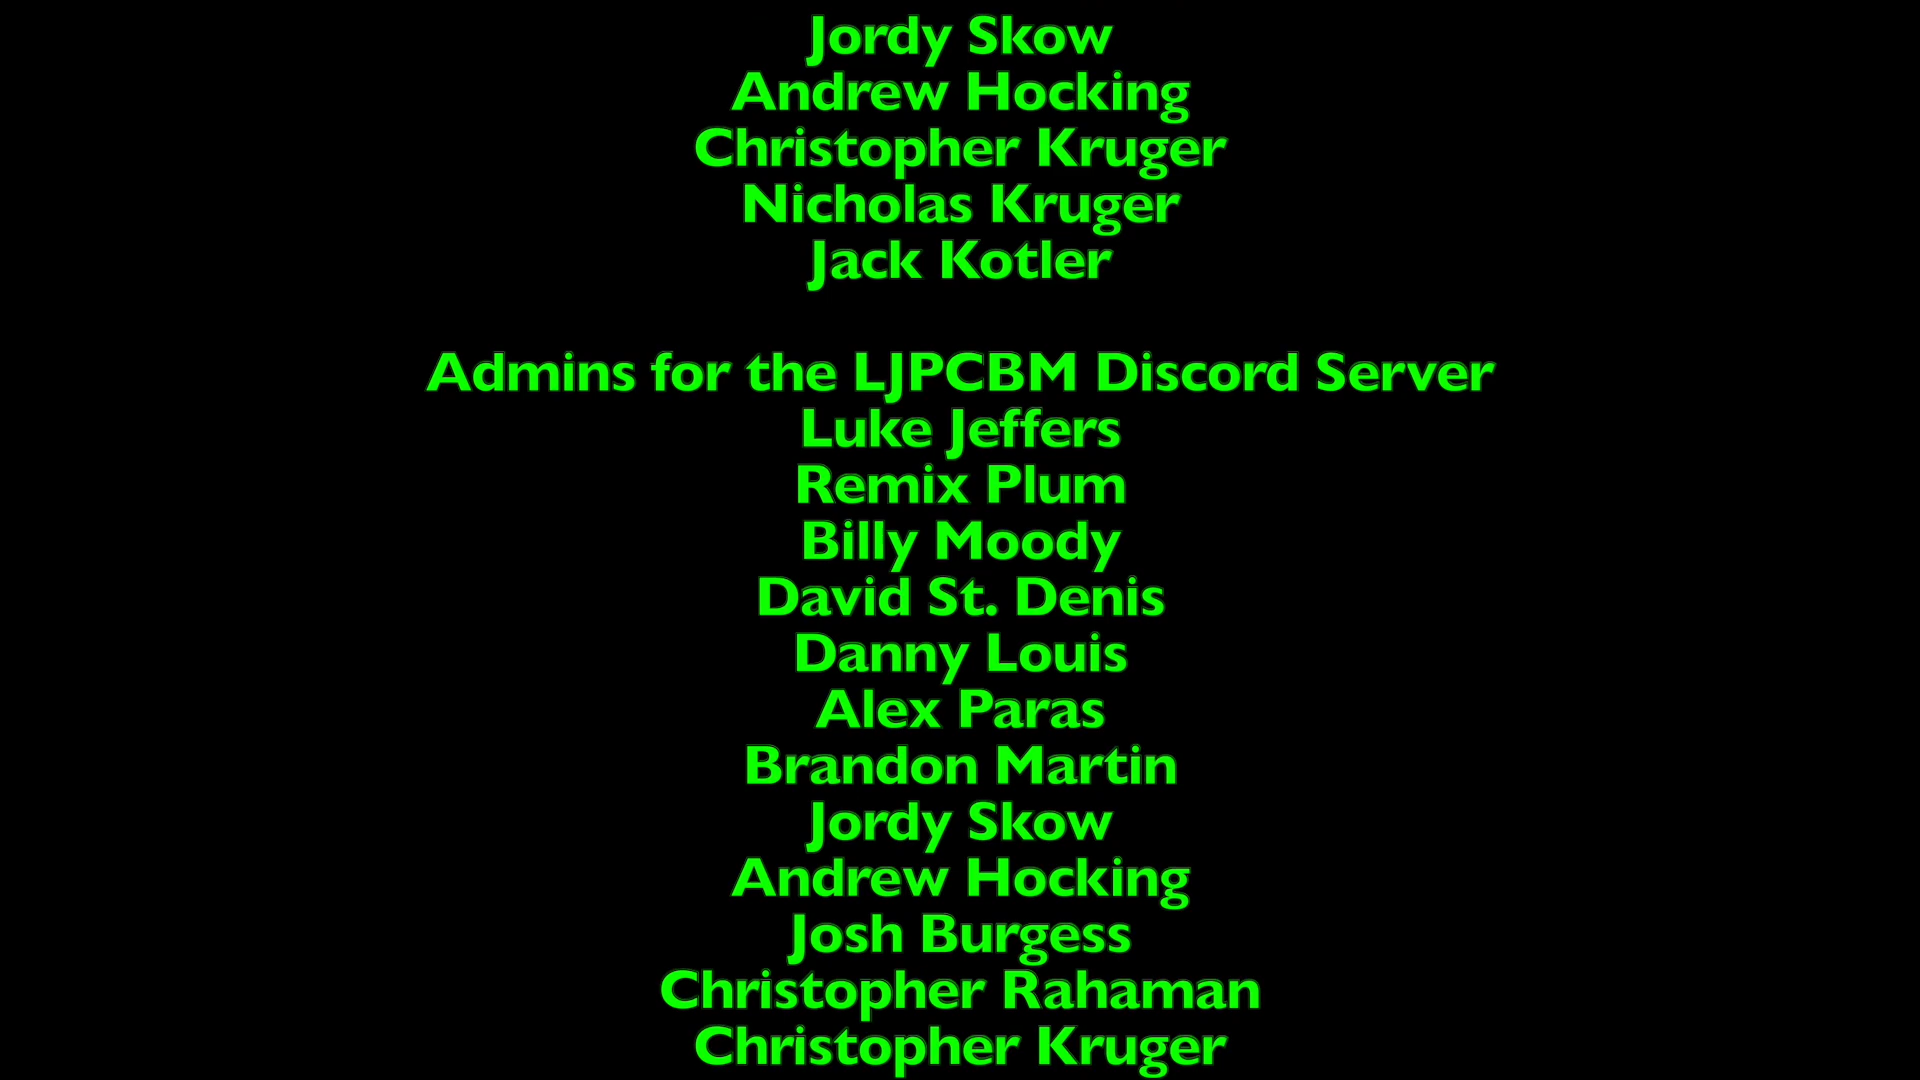 Jordy Skow
Andrew Hocking
Christopher Kruger
Nicholas Kruger
Jack Kotler
Admins for the LJPCBM Discord Server
Luke Jeffers
Remix Plum
Billy Moody
David St. Denis
Danny Louis
Alex Paras
Brandon Martin
Jordy Skow
Andrew Hocking
Josh Burgess
Christopher Rahaman
Christopher Kruger